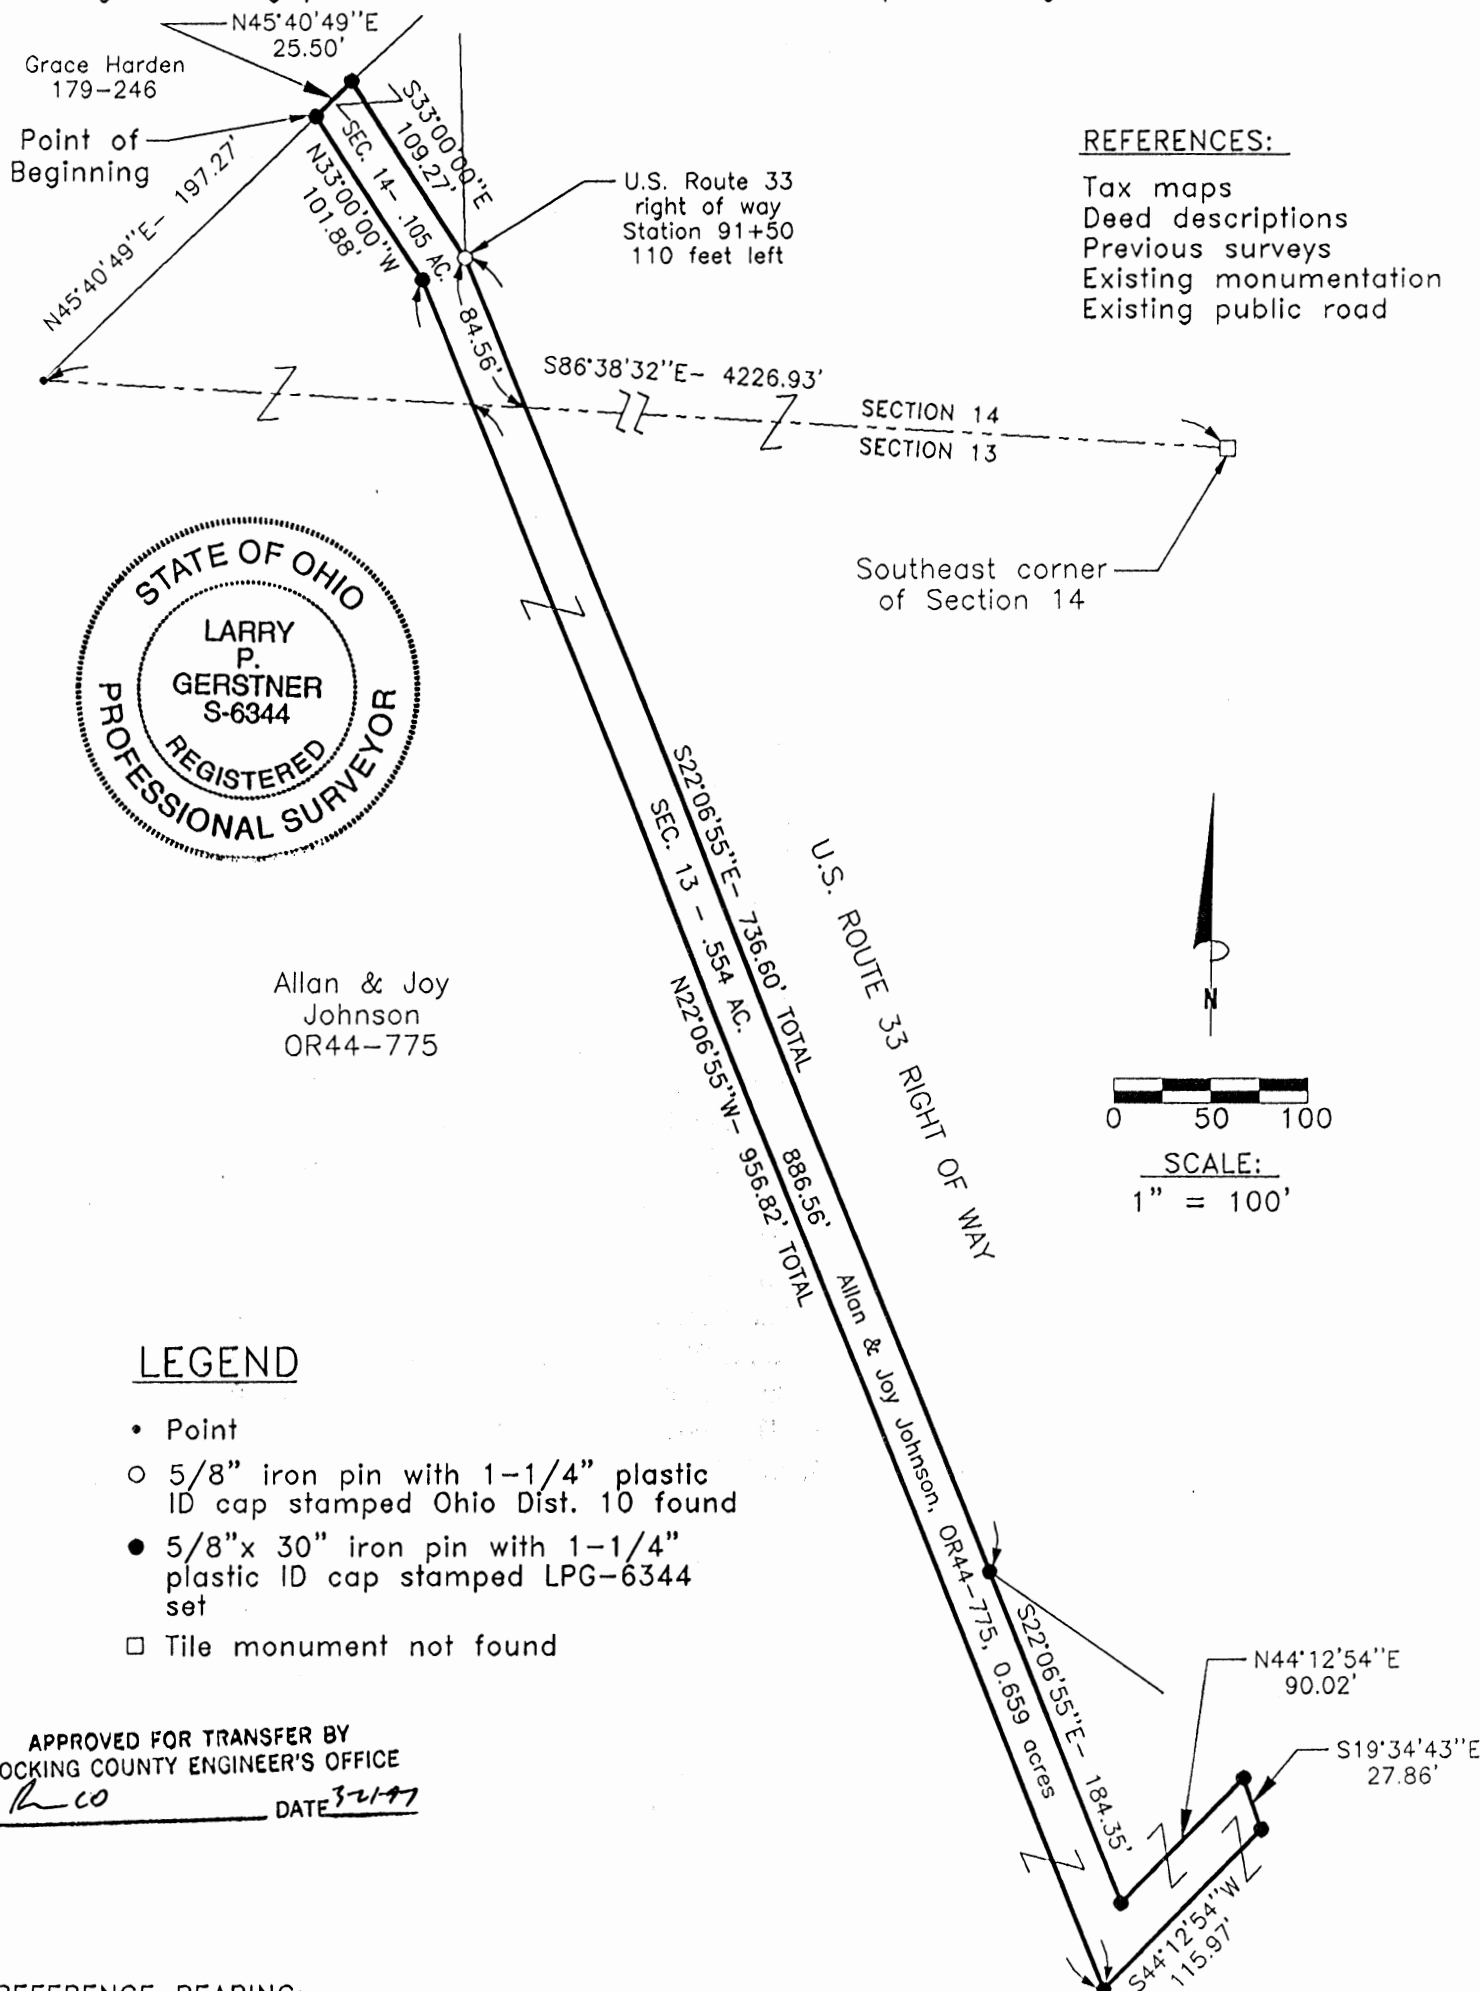 N45°40'49"E
25.50'
Grace Harden
179-246
Point of
Beginning
N45°40'49"E- 197.27'
S33°00'00"E
109.27'
SEC. 14- .105 AC.
N33°00'00"W
101.88'
U.S. Route 33
right of way
Station 91+50
110 feet left
REFERENCES:
Tax maps
Deed descriptions
Previous surveys
Existing monumentation
Existing public road
84.56'
S86°38'32"E- 4226.93'
SECTION 14
SECTION 13
Southeast corner
of Section 14
STATE OF OHIO
LARRY
P.
GERSTNER
S-6344
REGISTERED
PROFESSIONAL SURVEYOR
S22°06'55"E- 736.60' TOTAL
SEC. 13 - .554 AC.
N22°06'55"W- 956.82' TOTAL
886.56'
U.S. ROUTE 33 RIGHT OF WAY
Allan & Joy
Johnson
OR44-775
N
0 50 100
SCALE:
1" = 100'
Allan & Joy Johnson, OR44-775, 0.659 acres
LEGEND
Point
5/8" iron pin with 1-1/4" plastic
ID cap stamped Ohio Dist. 10 found
5/8"x 30" iron pin with 1-1/4"
plastic ID cap stamped LPG-6344
set
Tile monument not found
S22°06'55"E- 184.35'
N44°12'54"E
90.02'
S19°34'43"E
27.86'
S44°12'54"W
115.97'
APPROVED FOR TRANSFER BY
OCKING COUNTY ENGINEER'S OFFICE
DATE 3-21-97